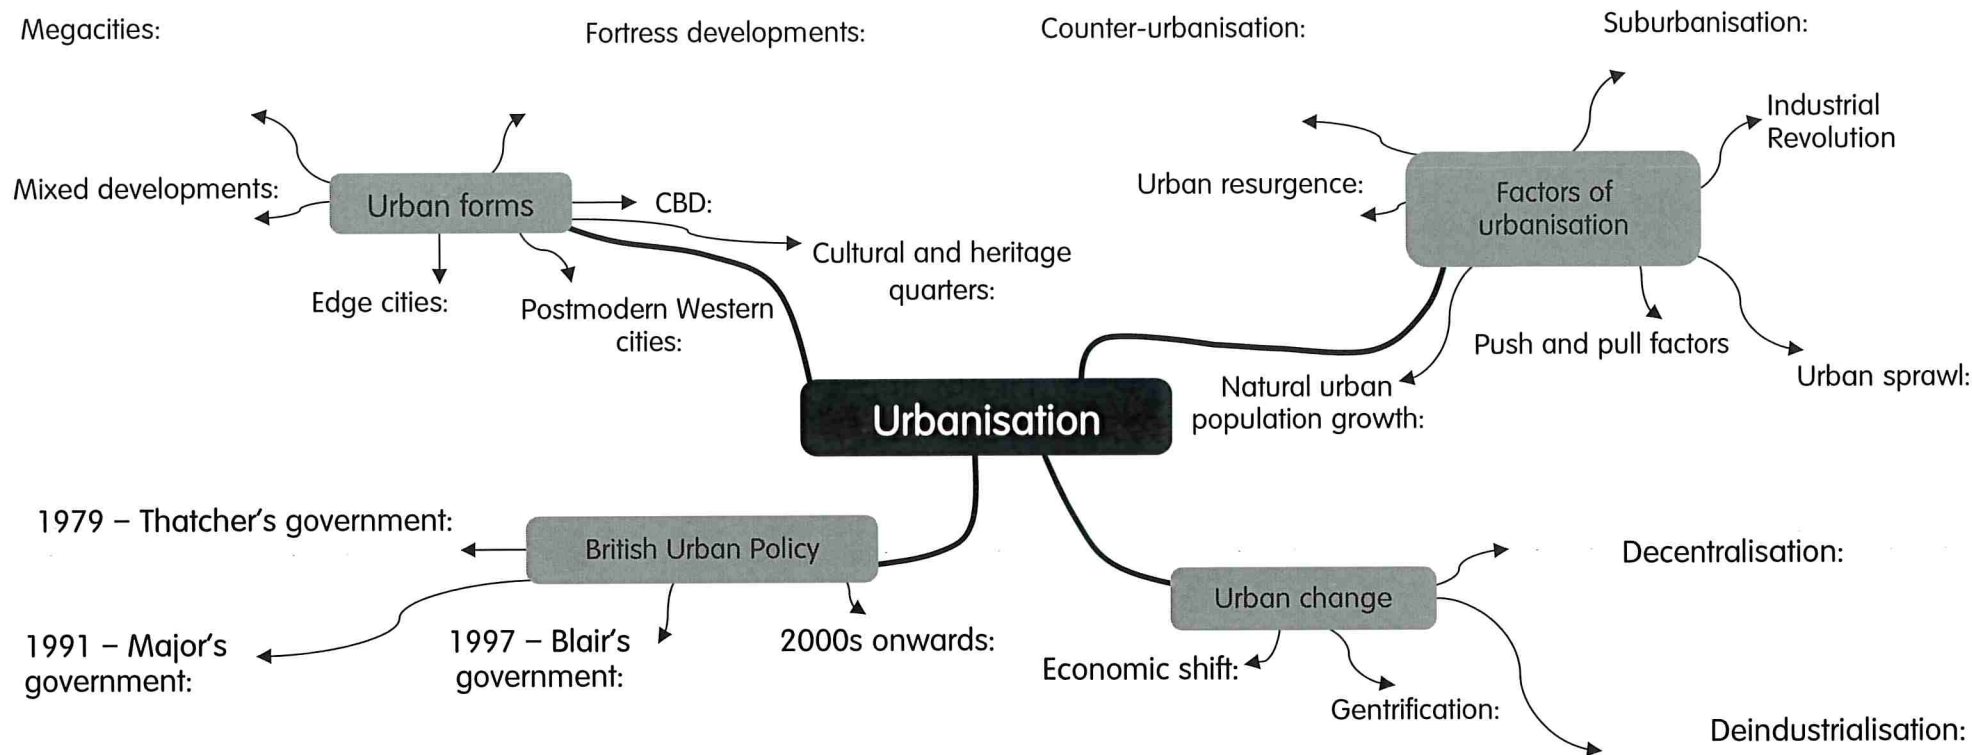 Megacities:
Fortress developments:
Counter-urbanisation:
Suburbanisation:
Industrial
Revolution
Mixed developments:
Urban forms
CBD:
Cultural and heritage
quarters:
Edge cities:
Postmodern Western
cities:
Urban resurgence:
Factors of
urbanisation
Push and pull factors
Urban sprawl:
Natural urban
population growth:
Urbanisation
1979 – Thatcher's government:
British Urban Policy
1991 – Major's
government:
1997 – Blair's
government:
2000s onwards:
Urban change
Decentralisation:
Economic shift:
Gentrification:
Deindustrialisation: